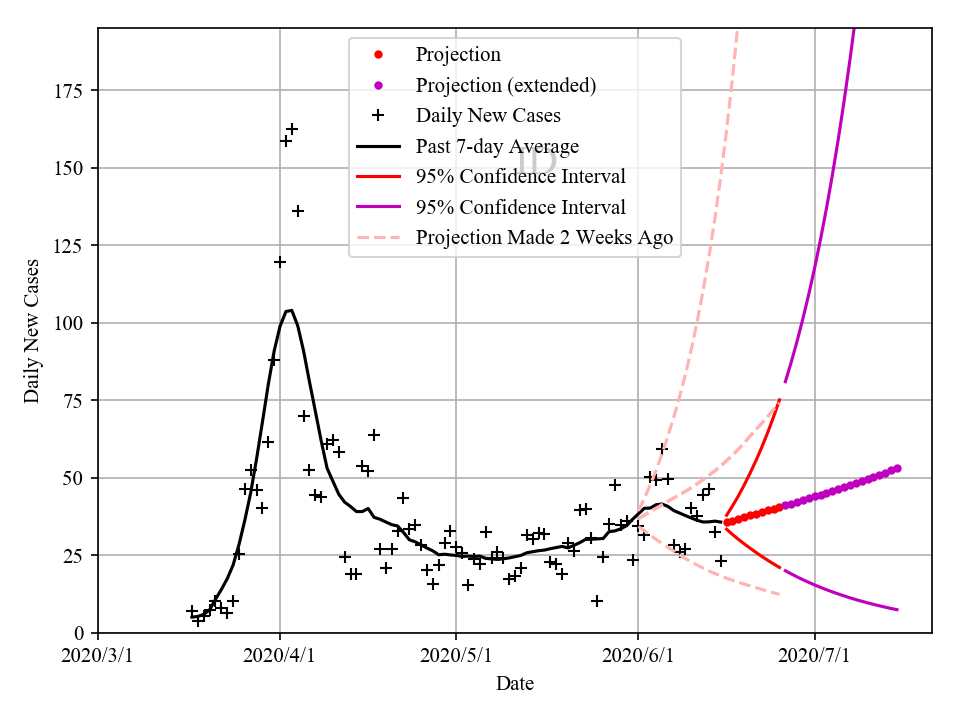 Projection
Projection (extended)
Daily New Cases
Past 7-day Average
95% Confidence Interval
95% Confidence Interval
Projection Made 2 Weeks Ago
ID
175
150
125
100
75
50
25
0
Daily New Cases
2020/3/1 2020/4/1 2020/5/1 2020/6/1 2020/7/1
Date